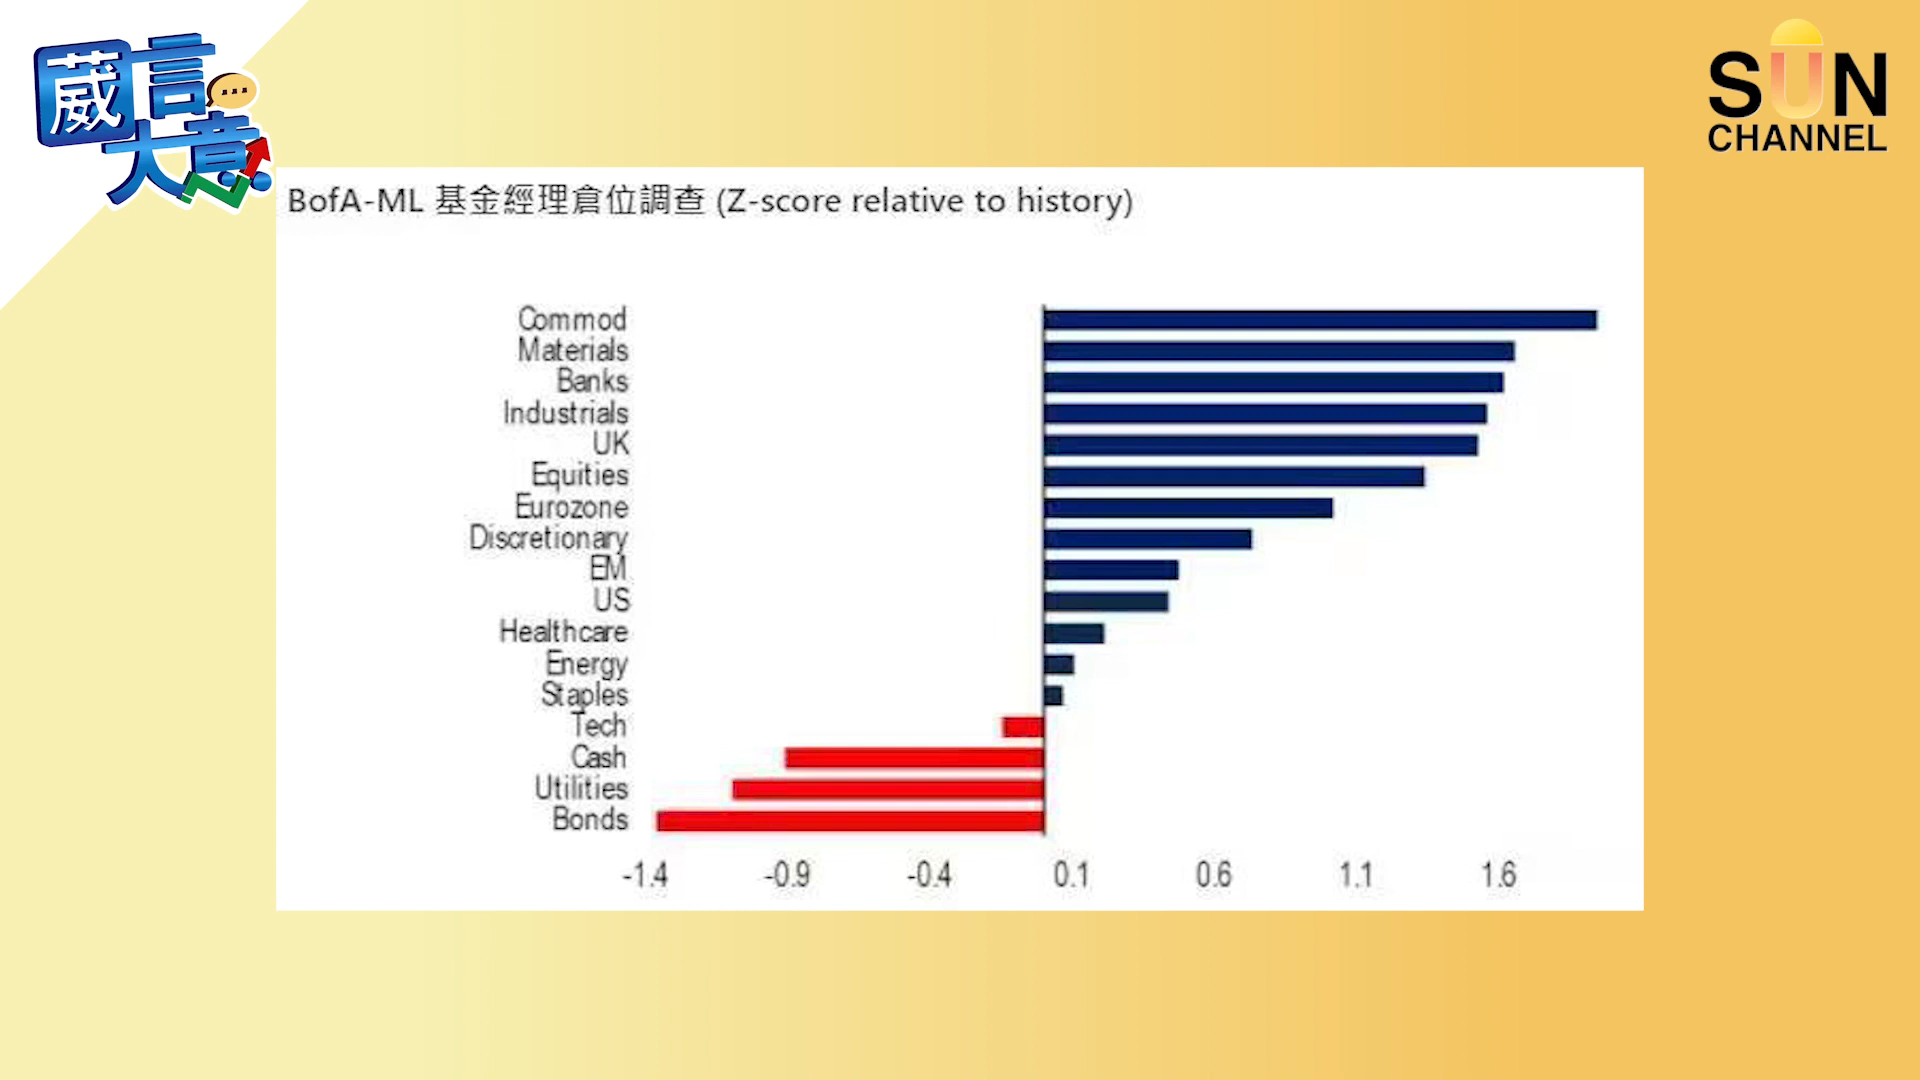 葳信
大意
SUN
CHANNEL
BofA-ML 基金經理倉位調查 (Z-score relative to history)
Commod
Materials
Banks
Industrials
UK
Equities
Eurozone
Discretionary
EM
US
Healthcare
Energy
Staples
Tech
Cash
Utilities
Bonds
-1.4 -0.9 -0.4 0.1 0.6 1.1 1.6